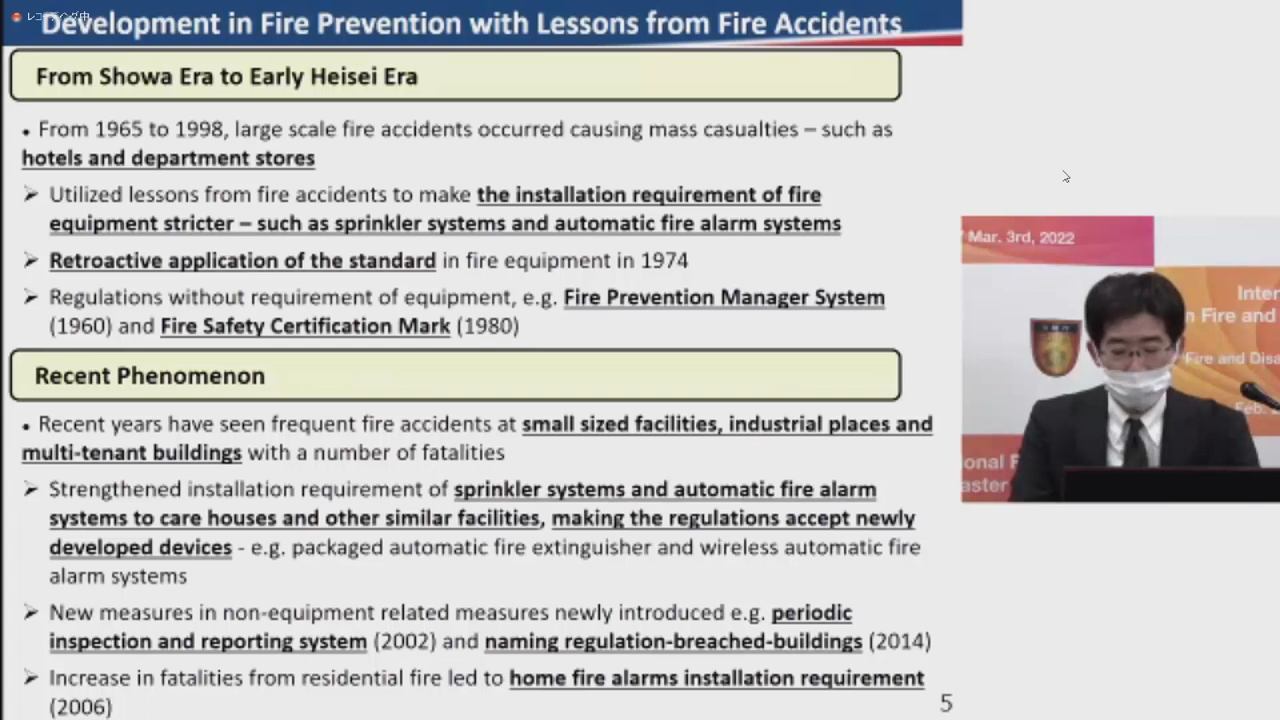 レコーディング中
Development in Fire Prevention with Lessons from Fire Accidents
From Showa Era to Early Heisei Era
• From 1965 to 1998, large scale fire accidents occurred causing mass casualties – such as
hotels and department stores
➢ Utilized lessons from fire accidents to make the installation requirement of fire
equipment stricter – such as sprinkler systems and automatic fire alarm systems
➢ Retroactive application of the standard in fire equipment in 1974
➢ Regulations without requirement of equipment, e.g. Fire Prevention Manager System
(1960) and Fire Safety Certification Mark (1980)
Recent Phenomenon
• Recent years have seen frequent fire accidents at small sized facilities, industrial places and
multi-tenant buildings with a number of fatalities
➢ Strengthened installation requirement of sprinkler systems and automatic fire alarm
systems to care houses and other similar facilities, making the regulations accept newly
developed devices - e.g. packaged automatic fire extinguisher and wireless automatic fire
alarm systems
➢ New measures in non-equipment related measures newly introduced e.g. periodic
inspection and reporting system (2002) and naming regulation-breached-buildings (2014)
➢ Increase in fatalities from residential fire led to home fire alarms installation requirement
(2006)
5
Mar. 3rd, 2022
Inter
n Fire and
Fire and Disa
Feb. 2
onal F
aster